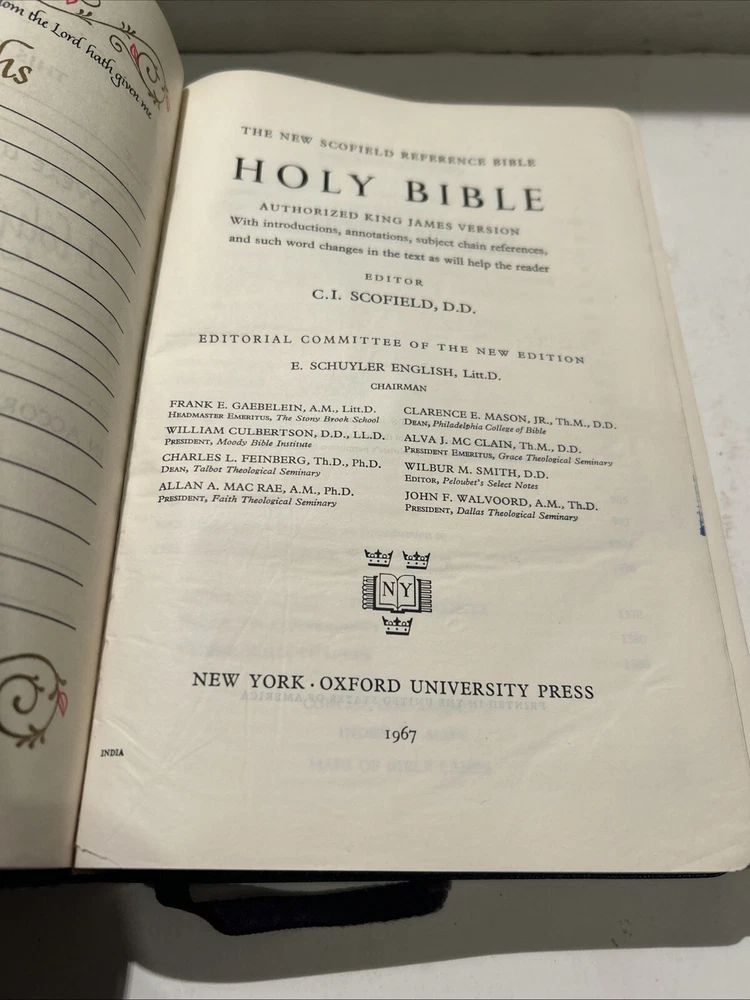 om the Lord hath given me
hs
THE NEW SCOFIELD REFERENCE BIBLE
HOLY BIBLE
AUTHORIZED KING JAMES VERSION
With introductions, annotations, subject chain references,
and such word changes in the text as will help the reader
EDITOR
C.I. SCOFIELD, D.D.
EDITORIAL COMMITTEE OF THE NEW EDITION
E. SCHUYLER ENGLISH, Litt.D.
CHAIRMAN
FRANK E. GAEBELEIN, A.M., Litt.D.
HEADMASTER EMERITUS, The Stony Brook School
WILLIAM CULBERTSON, D.D., LL.D.
PRESIDENT, Moody Bible Institute
CHARLES L. FEINBERG, Th.D., Ph.D.
DEAN, Talbot Theological Seminary
ALLAN A. MAC RAE, A.M., Ph.D.
PRESIDENT, Faith Theological Seminary
CLARENCE E. MASON, JR., Th.M., D.D.
DEAN, Philadelphia College of Bible
ALVA J. MC CLAIN, Th.M., D.D.
PRESIDENT EMERITUS, Grace Theological Seminary
WILBUR M. SMITH, D.D.
EDITOR, Peloubet's Select Notes
JOHN F. WALVOORD, A.M., Th.D.
PRESIDENT, Dallas Theological Seminary
NY
NEW YORK · OXFORD UNIVERSITY PRESS
1967
INDIA